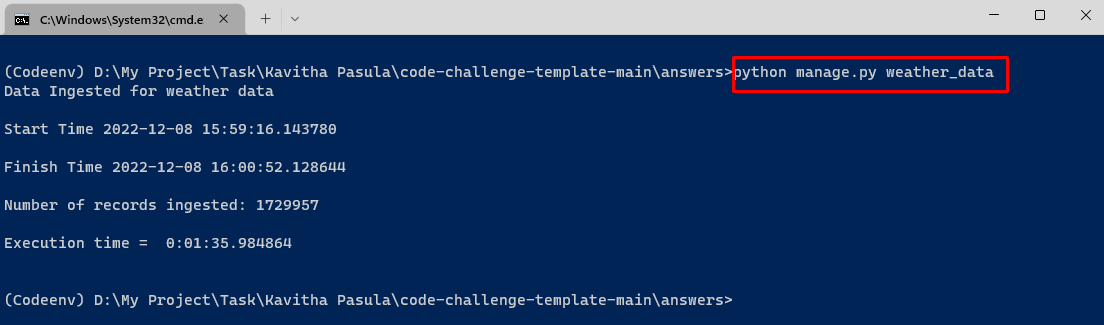 C:\Windows\System32\cmd.e
(Codeenv) D:\My Project\Task\Kavitha Pasula\code-challenge-template-main\answers>python manage.py weather_data
Data Ingested for weather data
Start Time 2022-12-08 15:59:16.143780
Finish Time 2022-12-08 16:00:52.128644
Number of records ingested: 1729957
Execution time =  0:01:35.984864
(Codeenv) D:\My Project\Task\Kavitha Pasula\code-challenge-template-main\answers>